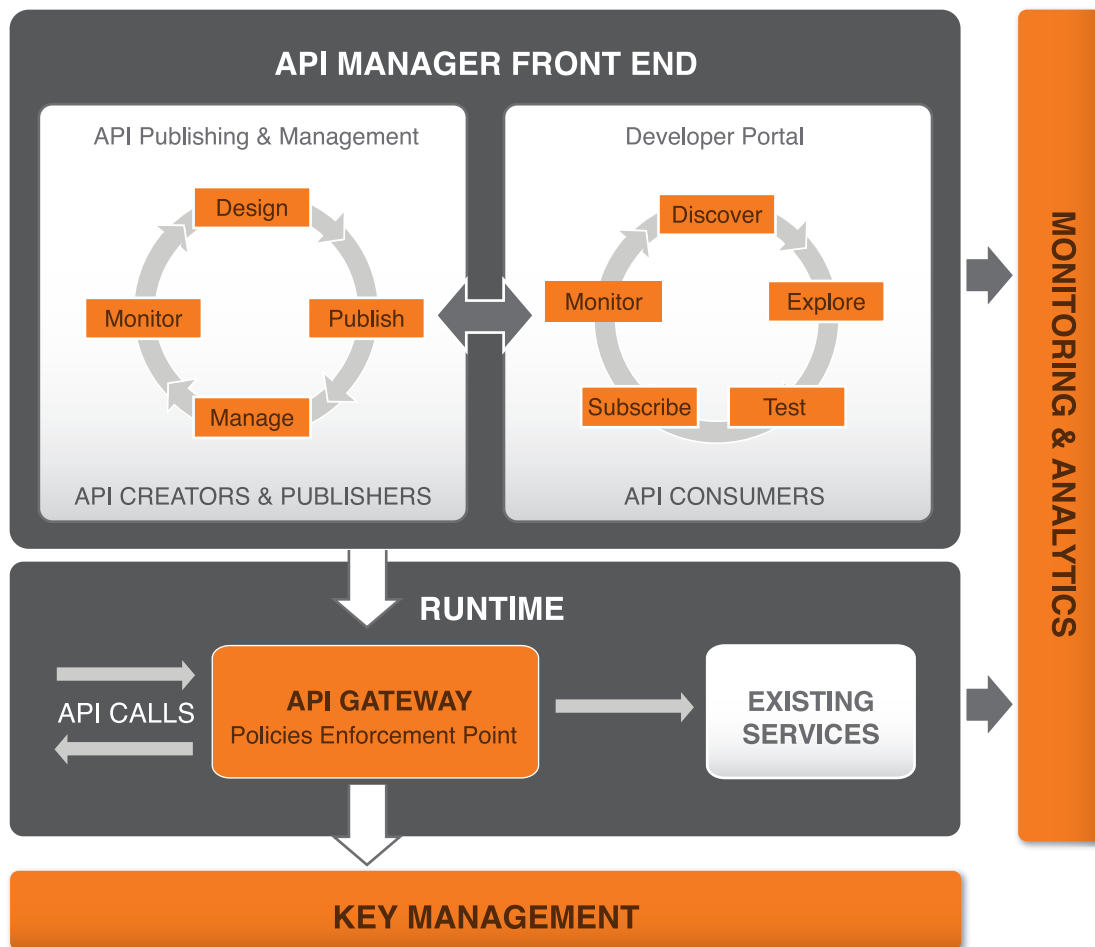 API MANAGER FRONT END
API Publishing & Management
Design
Monitor
Publish
Manage
API CREATORS & PUBLISHERS
Developer Portal
Discover
Monitor
Explore
Subscribe
Test
API CONSUMERS
RUNTIME
API CALLS
API GATEWAY
Policies Enforcement Point
EXISTING
SERVICES
KEY MANAGEMENT
MONITORING & ANALYTICS